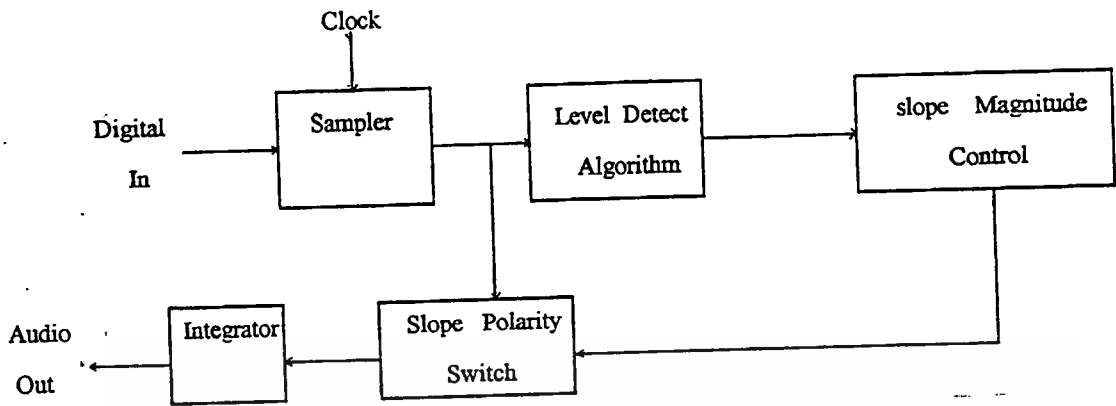 Clock
Digital
In
Sampler
Level Detect
Algorithm
slope Magnitude
Control
Audio
Out
Integrator
Slope Polarity
Switch